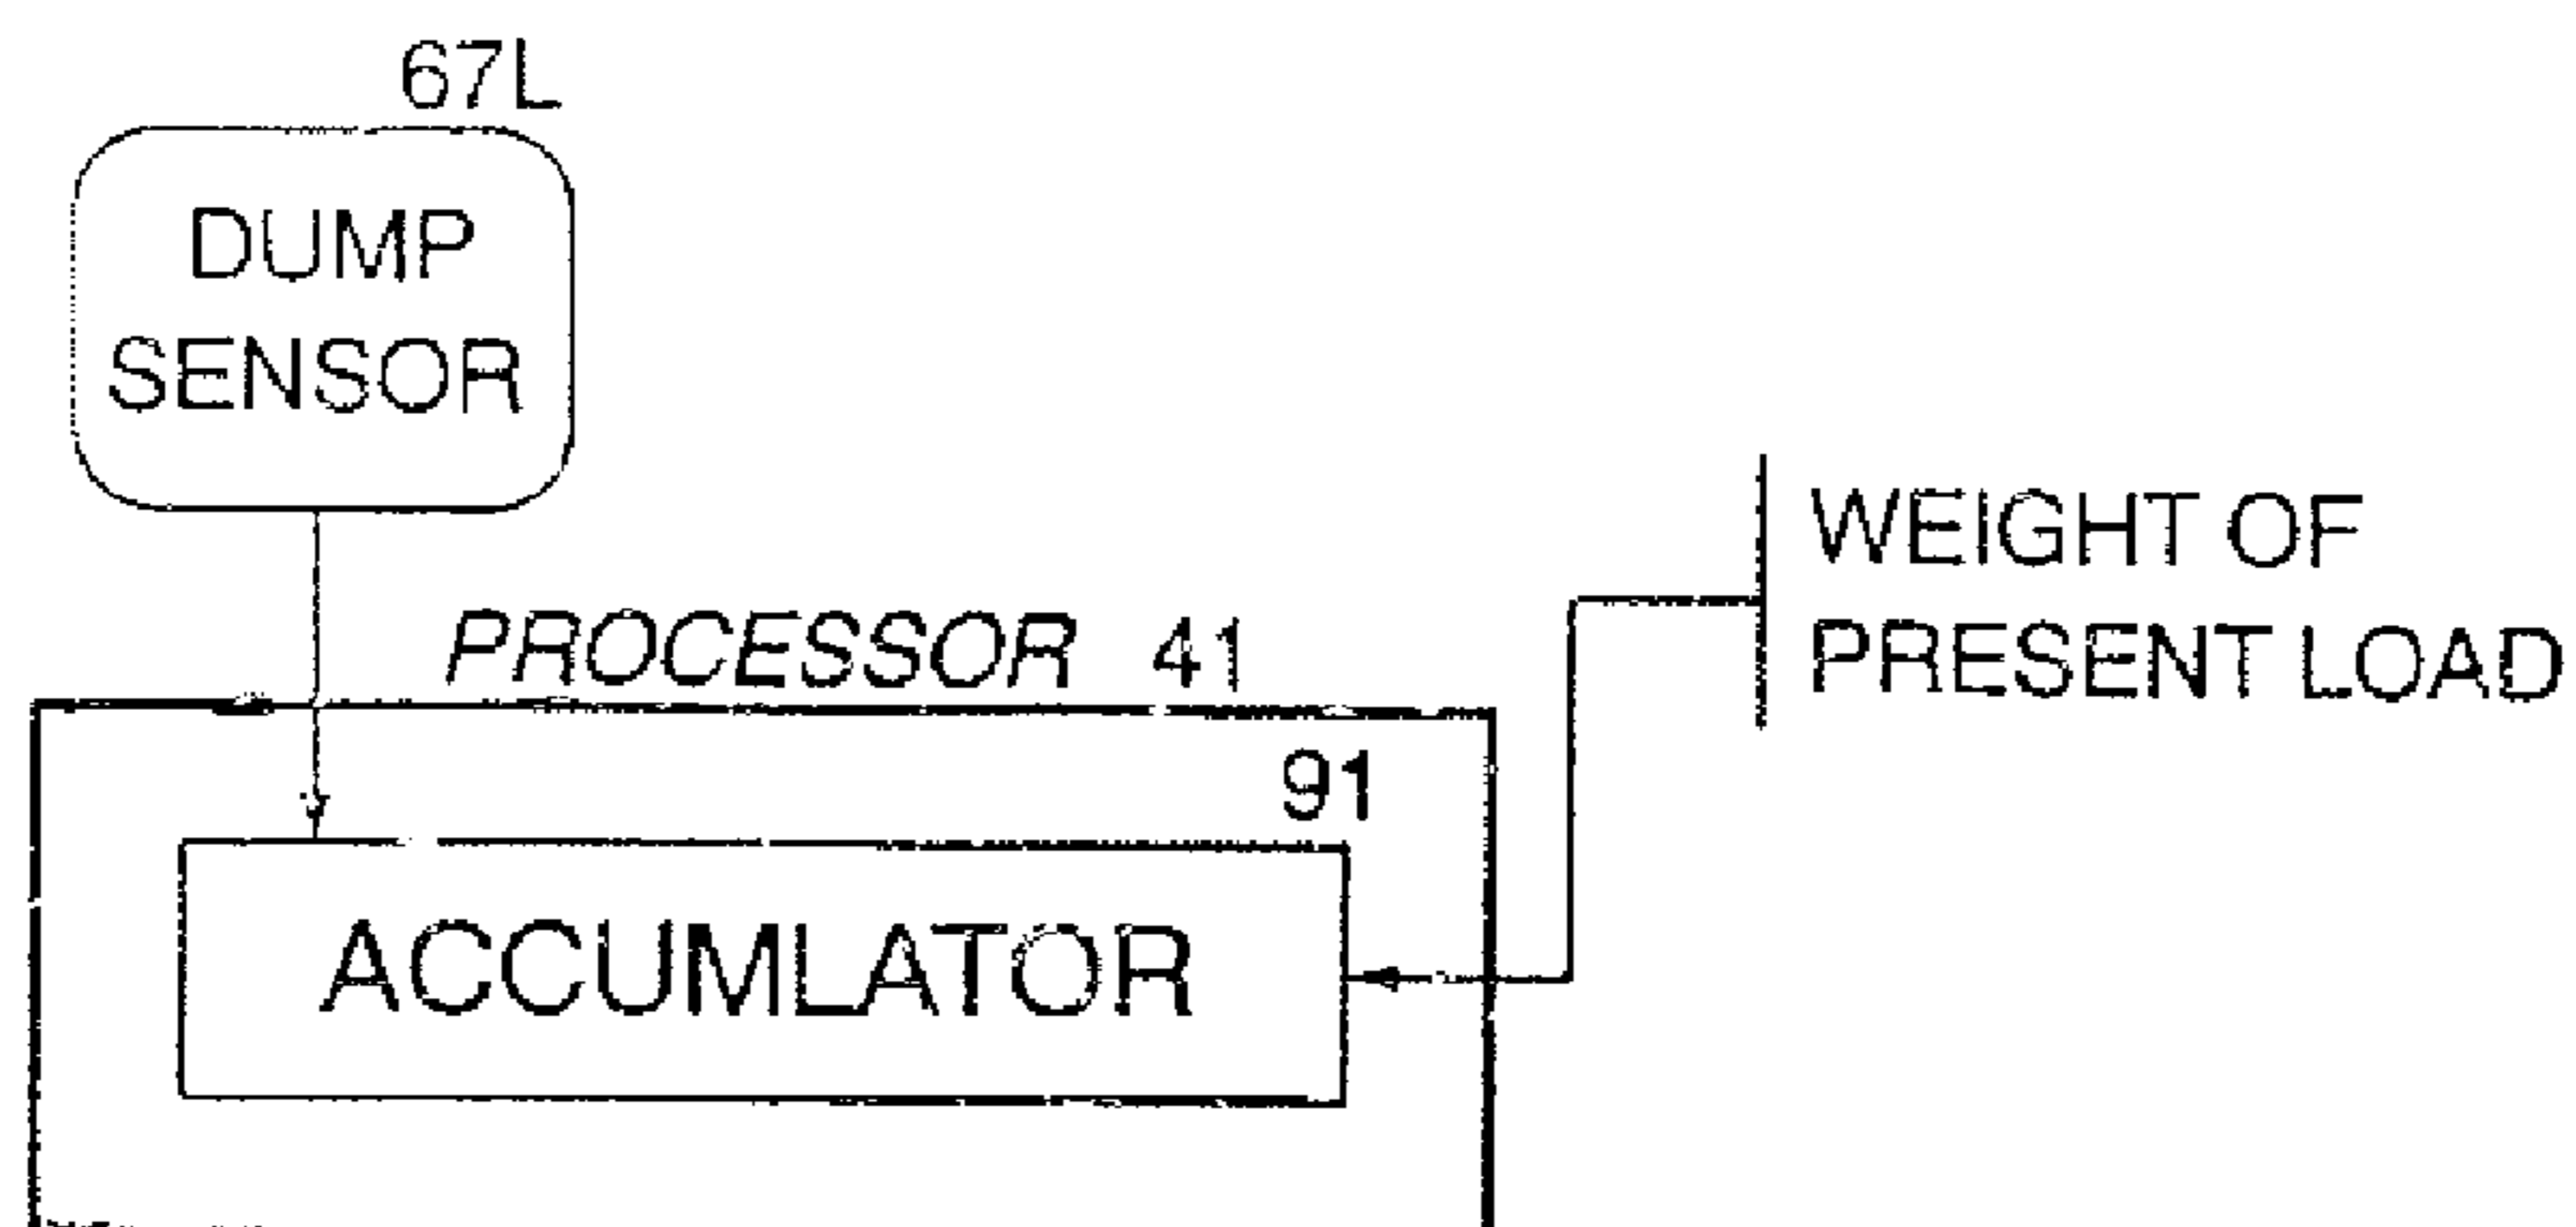 67L
DUMP
SENSOR
WEIGHT OF
PRESENT LOAD
PROCESSOR 41
91
ACCUMLATOR